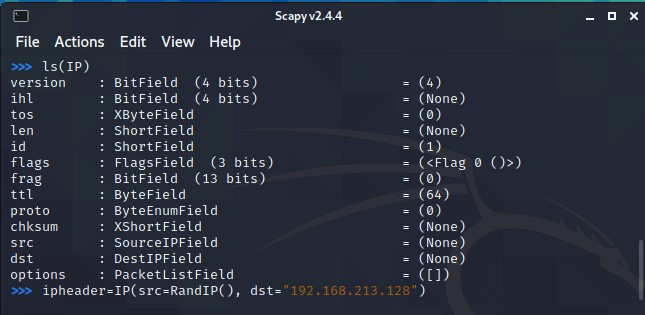 Scapy v2.4.4
File Actions Edit View Help
>>> ls(IP)
version    : BitField  (4 bits)                  = (4)
ihl        : BitField  (4 bits)                  = (None)
tos        : XByteField                          = (0)
len        : ShortField                          = (None)
id         : ShortField                          = (1)
flags      : FlagsField  (3 bits)                = (<Flag 0 ()>)
frag       : BitField  (13 bits)                 = (0)
ttl        : ByteField                           = (64)
proto      : ByteEnumField                       = (0)
chksum     : XShortField                         = (None)
src        : SourceIPField                       = (None)
dst        : DestIPField                         = (None)
options    : PacketListField                     = ([])
>>> ipheader=IP(src=RandIP(), dst="192.168.213.128")